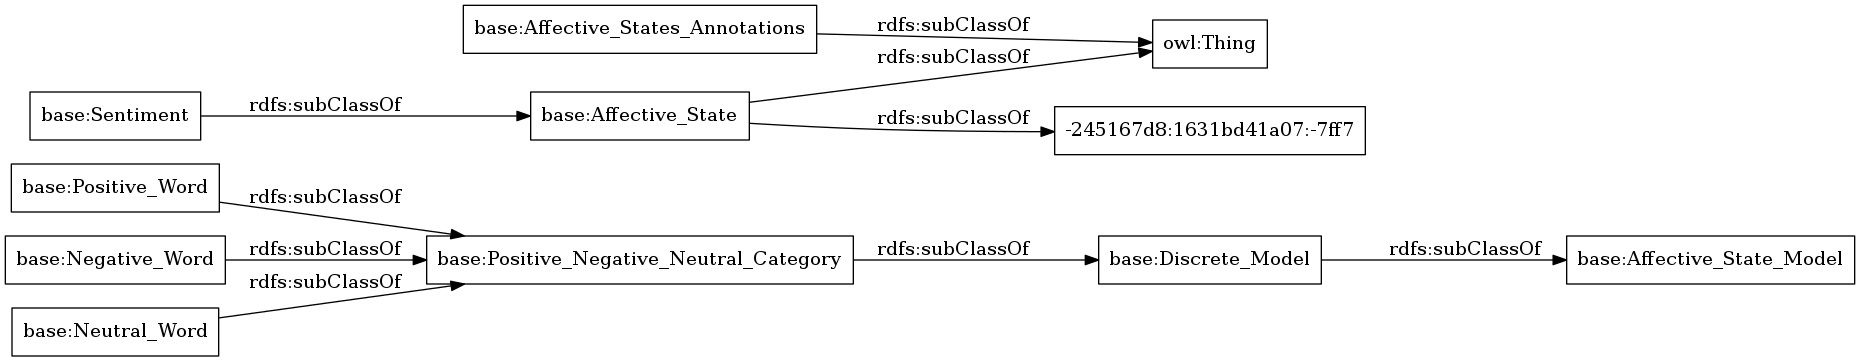 base:Affective_States_Annotations
rdfs:subClassOf
owl:Thing
rdfs:subClassOf
base:Sentiment
rdfs:subClassOf
base:Affective_State
rdfs:subClassOf
-245167d8:1631bd41a07:-7ff7
base:Positive_Word
rdfs:subClassOf
base:Negative_Word
rdfs:subClassOf
base:Positive_Negative_Neutral_Category
rdfs:subClassOf
base:Discrete_Model
rdfs:subClassOf
base:Affective_State_Model
rdfs:subClassOf
base:Neutral_Word